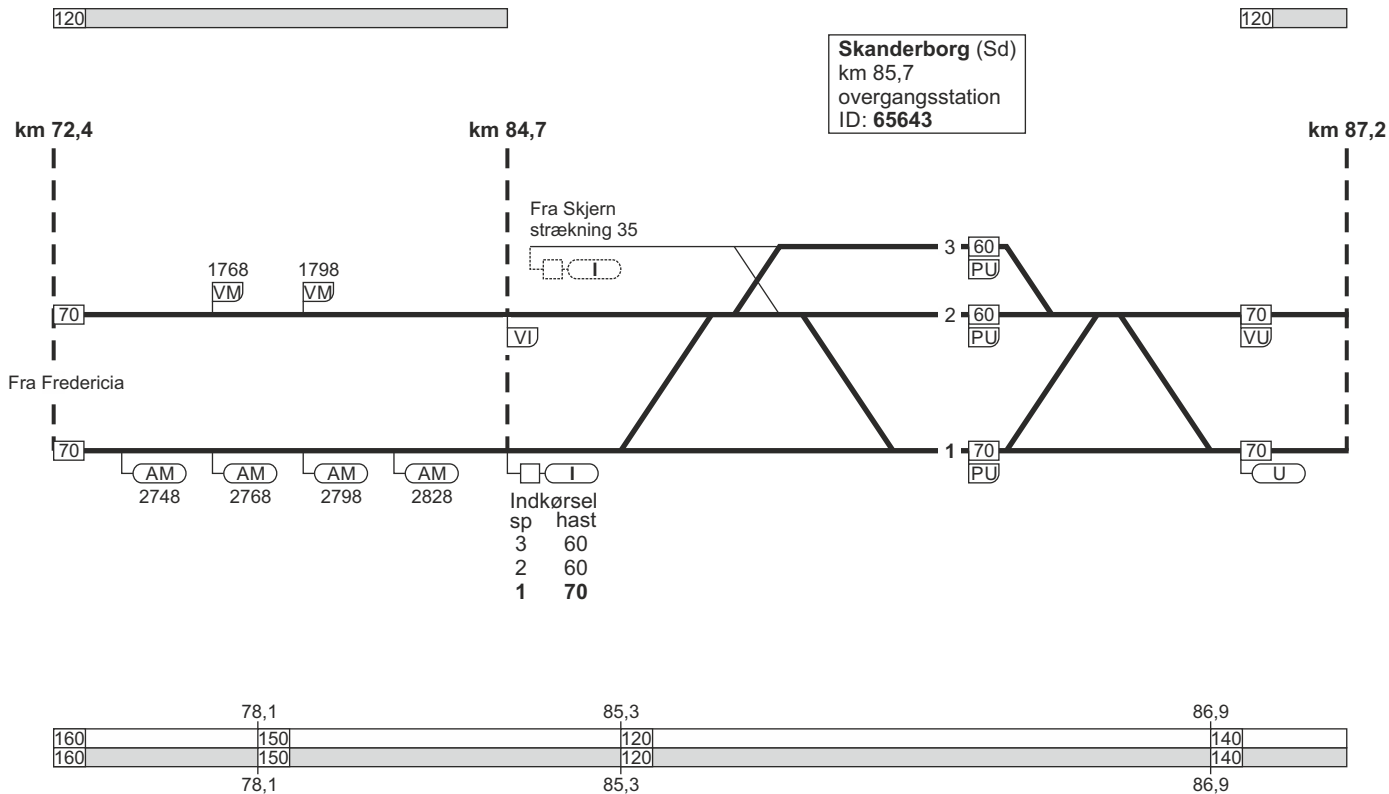 120
120
Skanderborg (Sd)
km 85,7
overgangsstation
ID: 65643
km 72,4
km 84,7
km 87,2
Fra Skjern
strækning 35
I
3 60
PU
1768
VM
1798
VM
70
VI
2 60
PU
70
VU
Fra Fredericia
70
1 70
PU
70
AM
2748
AM
2768
AM
2798
AM
2828
I
U
Indkørsel
sp hast
3 60
2 60
1 70
78,1
85,3
86,9
160 150 120 140
160 150 120 140
78,1
85,3
86,9